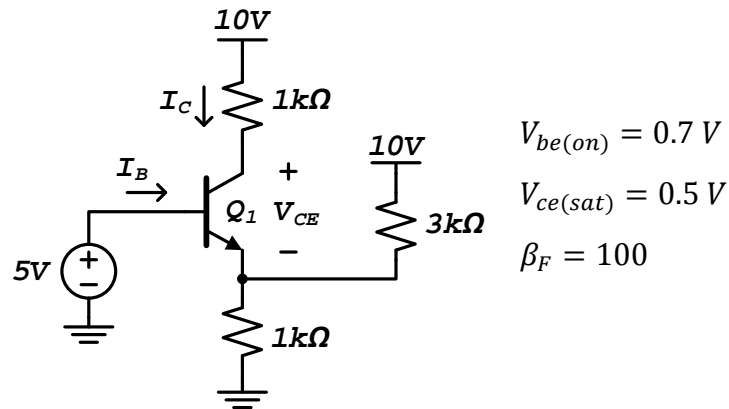 10V
I_C
1kΩ
10V
I_B
+
Q_1
V_CE
−
3kΩ
5V
+
−
1kΩ
V_be(on) = 0.7 V
V_ce(sat) = 0.5 V
β_F = 100